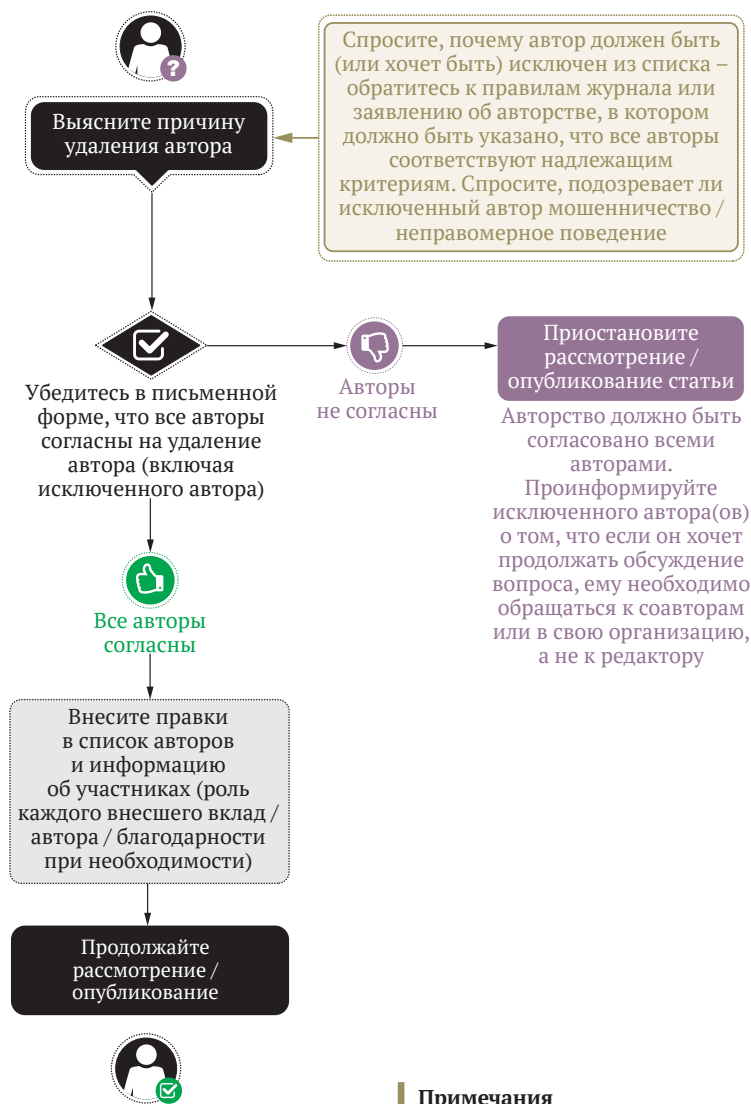 ?
Спросите, почему автор должен быть
(или хочет быть) исключен из списка –
обратитесь к правилам журнала или
заявлению об авторстве, в котором
должно быть указано, что все авторы
соответствуют надлежащим
критериям. Спросите, подозревает ли
исключенный автор мошенничество /
неправомерное поведение
Выясните причину
удаления автора
Убедитесь в письменной
форме, что все авторы
согласны на удаление
автора (включая
исключенного автора)
Авторы
не согласны
Приостановите
рассмотрение /
опубликование статьи
Авторство должно быть
согласовано всеми
авторами.
Проинформируйте
исключенного автора(ов)
о том, что если он хочет
продолжать обсуждение
вопроса, ему необходимо
обращаться к соавторам
или в свою организацию,
а не к редактору
Все авторы
согласны
Внесите правки
в список авторов
и информацию
об участниках (роль
каждого внесшего вклад /
автора / благодарности
при необходимости)
Продолжайте
рассмотрение /
опубликование
Примечания